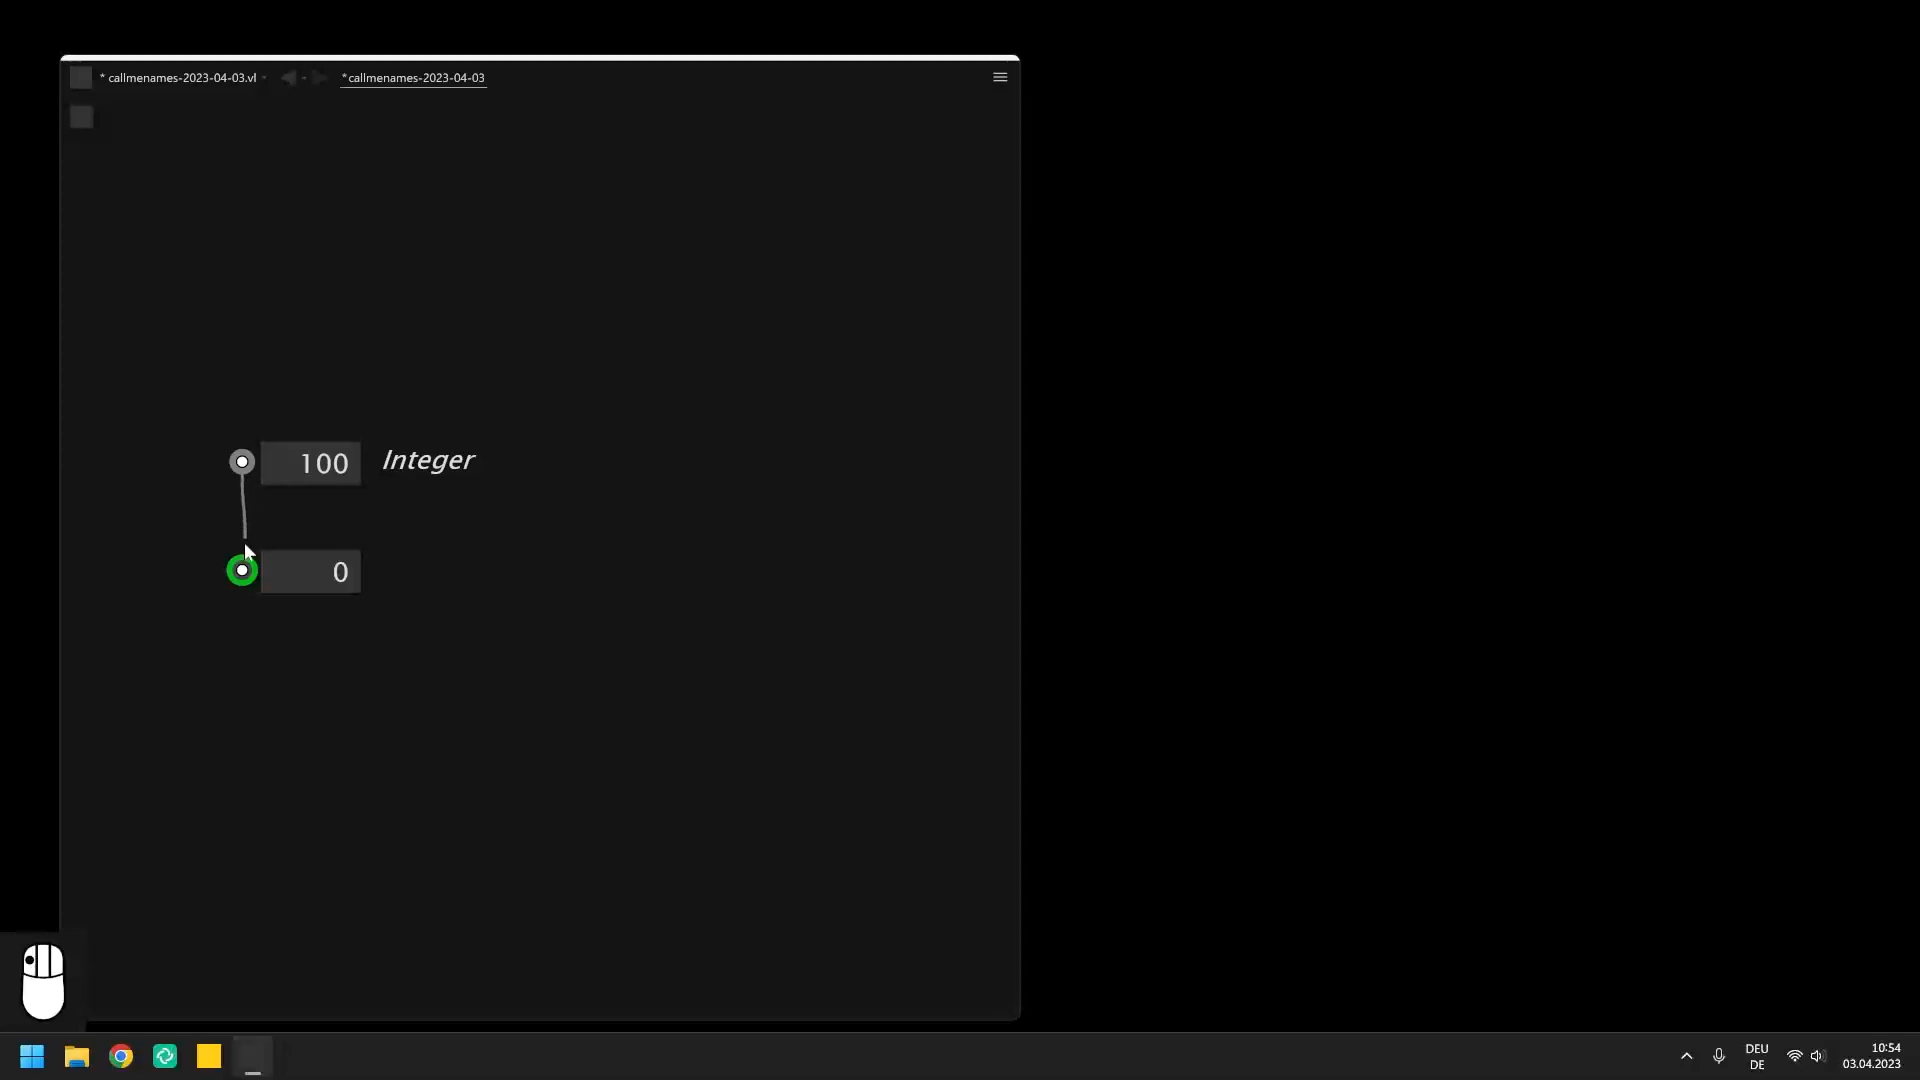 * callmenames-2023-04-03.vl
*callmenames-2023-04-03
100
Integer
0
DEU
DE
10:54
03.04.2023